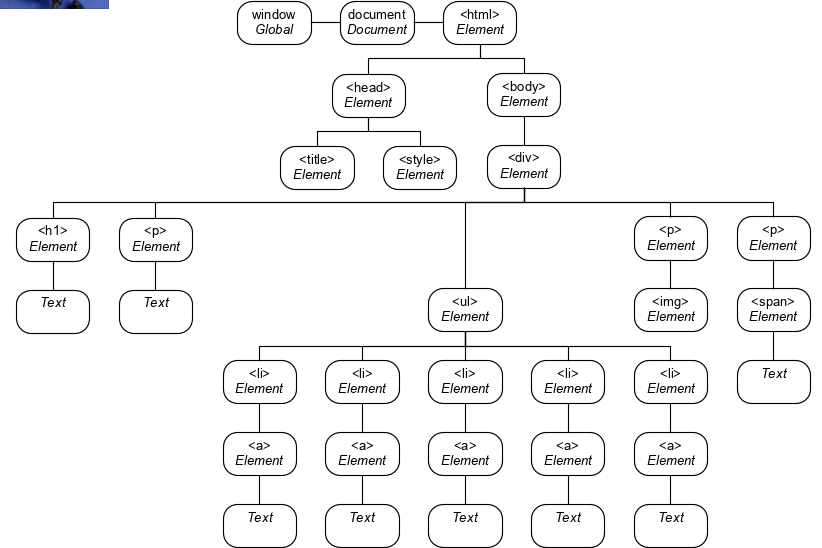 window
Global
document
Document
<html>
Element
<head>
Element
<body>
Element
<title>
Element
<style>
Element
<div>
Element
<h1>
Element
<p>
Element
<p>
Element
<p>
Element
Text
Text
<ul>
Element
<img>
Element
<span>
Element
<li>
Element
<li>
Element
<li>
Element
<li>
Element
<li>
Element
Text
<a>
Element
<a>
Element
<a>
Element
<a>
Element
<a>
Element
Text
Text
Text
Text
Text